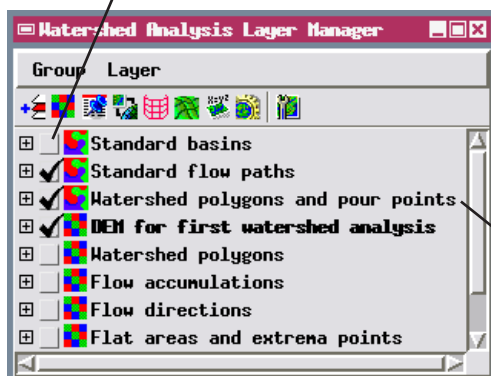 Watershed Analysis Layer Manager
Group Layer
Standard basins
Standard flow paths
Watershed polygons and pour points
DEM for first watershed analysis
Watershed polygons
Flow accumulations
Flow directions
Flat areas and extrema points